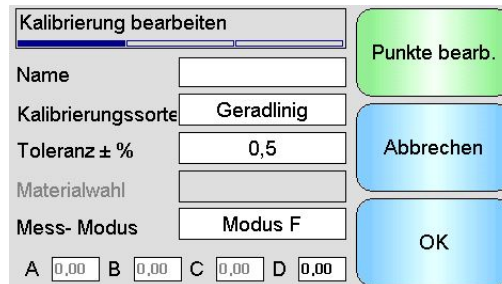 Kalibrierung bearbeiten
Punkte bearb.
Name
Kalibrierungssorte Geradlinig
Toleranz ± % 0,5
Abbrechen
Materialwahl
Mess- Modus Modus F
OK
A 0,00 B 0,00 C 0,00 D 0,00